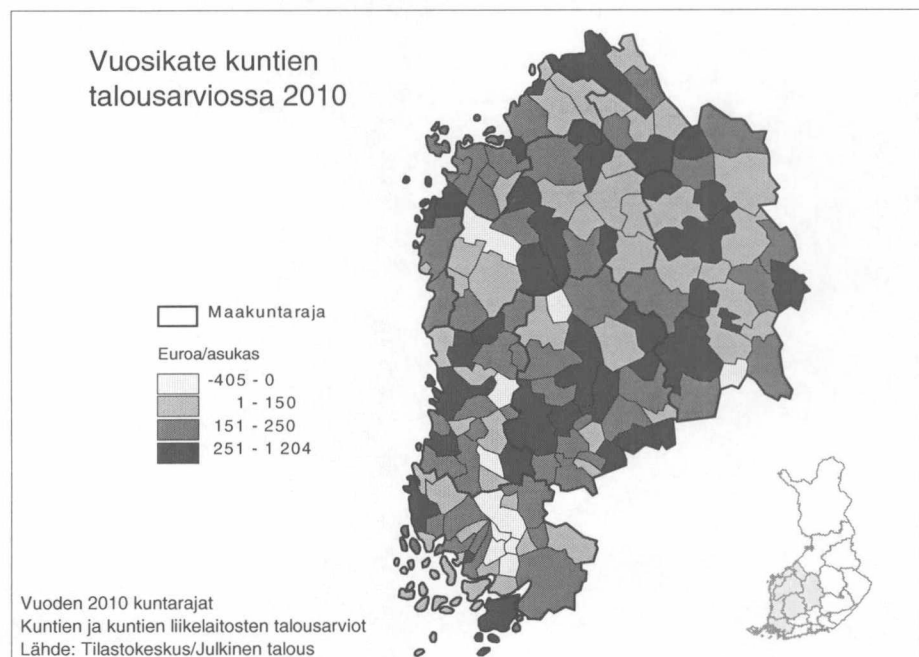 Vuosikate kuntien
talousarviossa 2010
Maakuntaraja
Euroa/asukas
-405 - 0
1 - 150
151 - 250
251 - 1 204
Vuoden 2010 kuntarajat
Kuntien ja kuntien liikelaitosten talousarviot
Lähde: Tilastokeskus/Julkinen talous